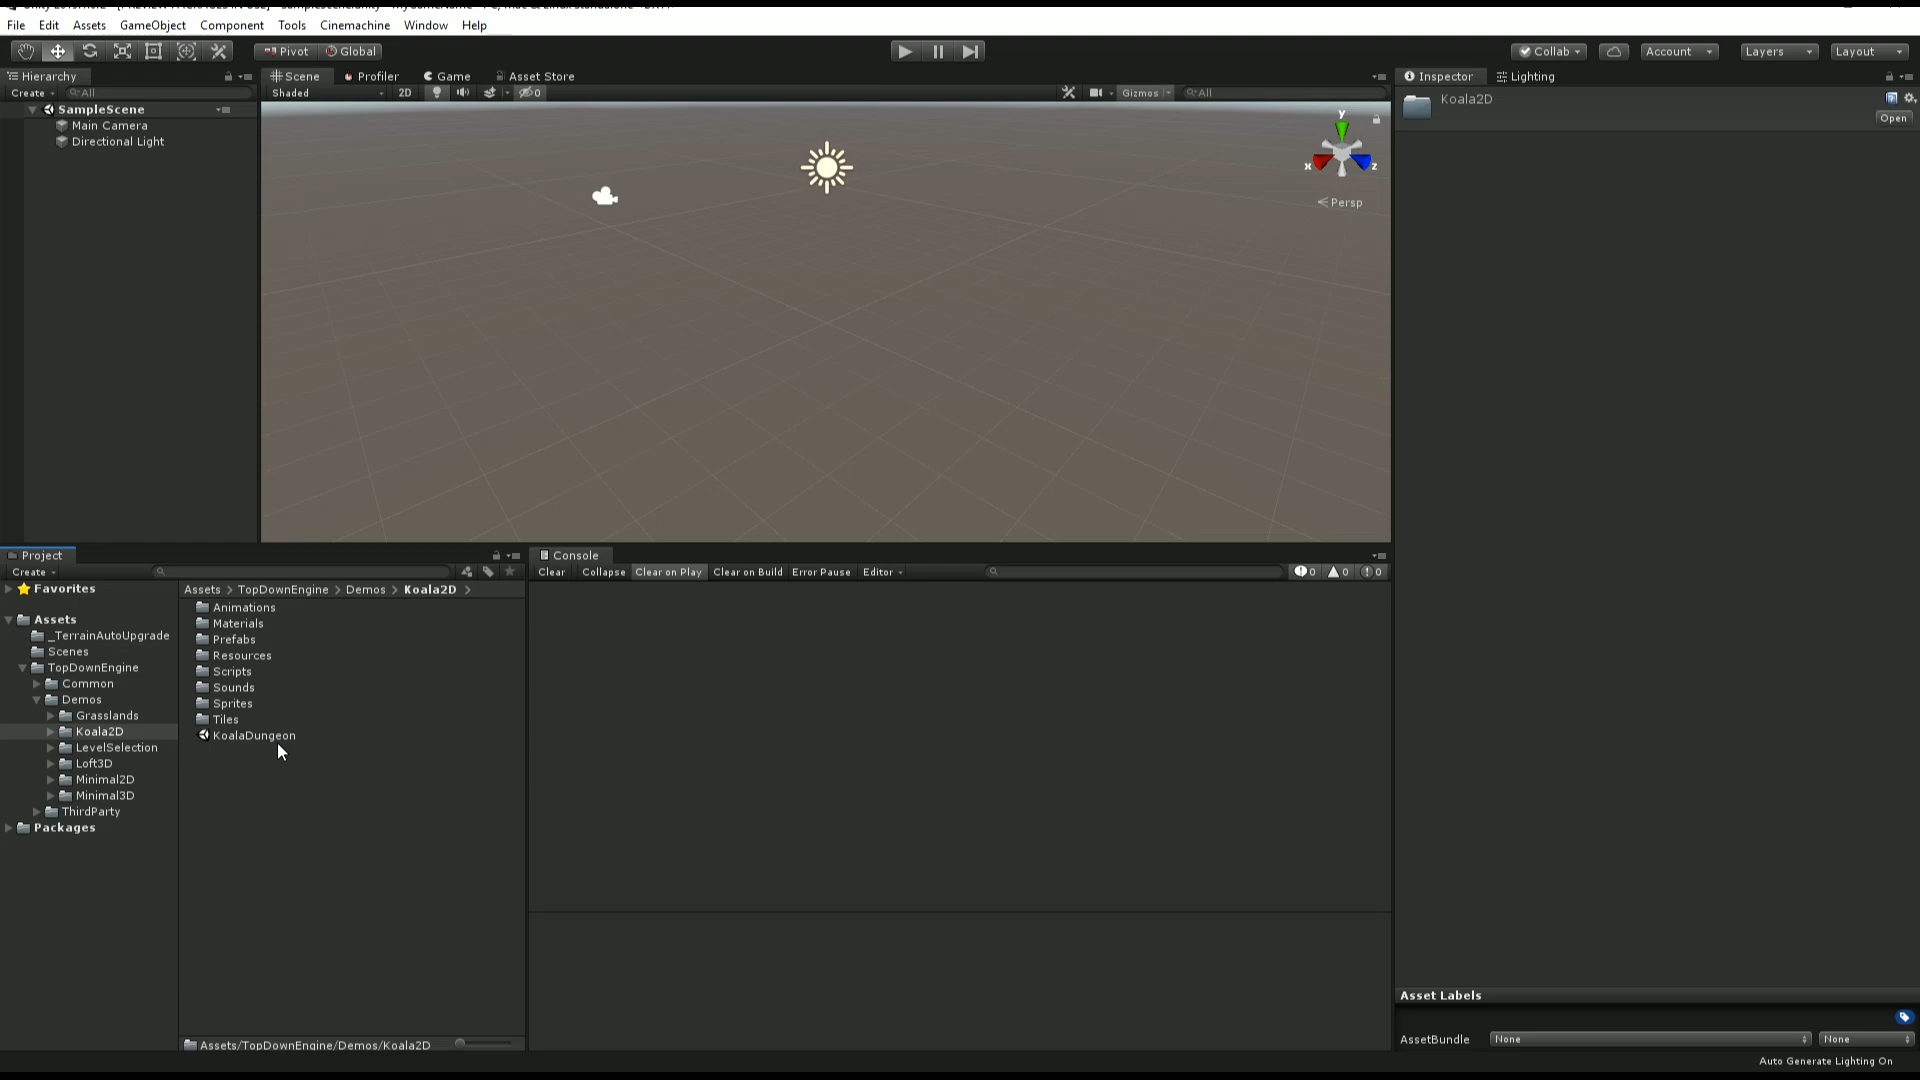 File Edit Assets GameObject Component Tools Cinemachine Window Help
Pivot Global Collab Account Layers Layout
Hierarchy Scene Profiler Game Asset Store Inspector Lighting
Create All Shaded 2D 0 Gizmos All
SampleScene
Main Camera
Directional Light
y
x z
Persp
Koala2D
Open
Project Console
Create Clear Collapse Clear on Play Clear on Build Error Pause Editor 0 0 0
Favorites
Assets
_TerrainAutoUpgrade
Scenes
TopDownEngine
Common
Demos
Grasslands
Koala2D
LevelSelection
Loft3D
Minimal2D
Minimal3D
ThirdParty
Packages
Assets > TopDownEngine > Demos > Koala2D >
Animations
Materials
Prefabs
Resources
Scripts
Sounds
Sprites
Tiles
KoalaDungeon
Assets/TopDownEngine/Demos/Koala2D
Asset Labels
AssetBundle None None
Auto Generate Lighting On